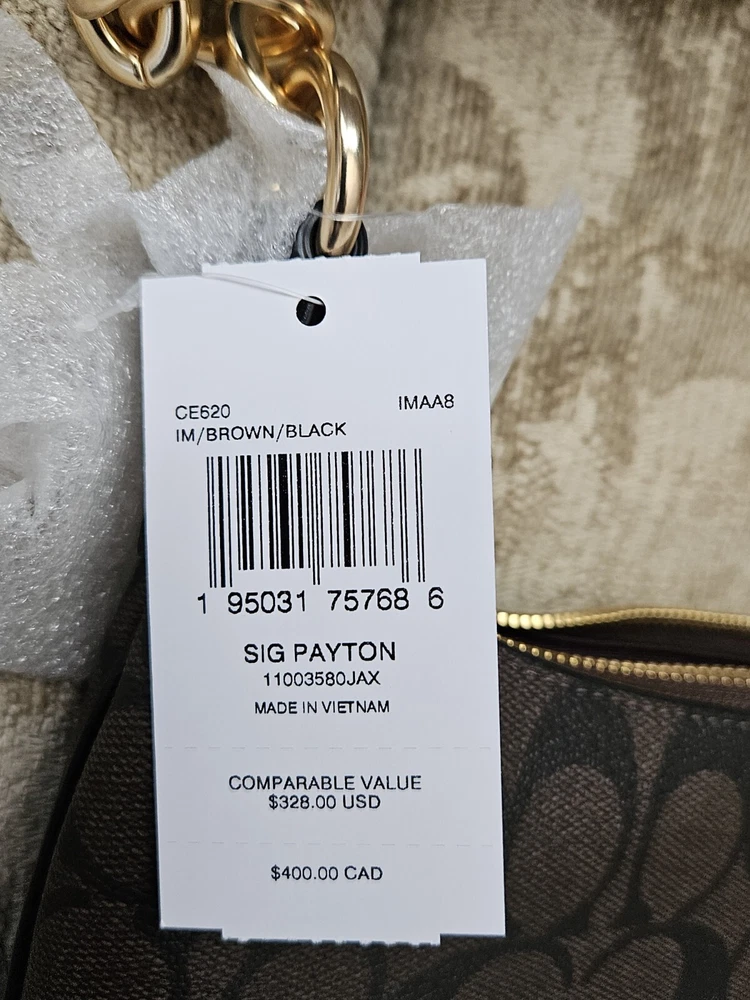 CE620 IMAA8
IM/BROWN/BLACK
1 95031 75768 6
SIG PAYTON
11003580JAX
MADE IN VIETNAM
COMPARABLE VALUE
$328.00 USD
$400.00 CAD